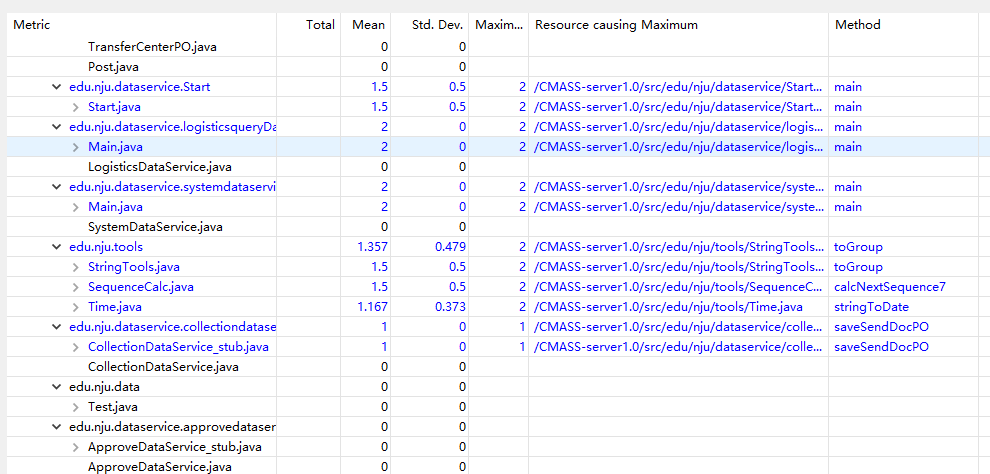 Metric Total Mean Std. Dev. Maxim... Resource causing Maximum Method
TransferCenterPO.java 0 0
Post.java 0 0
edu.nju.dataservice.Start 1.5 0.5 2 /CMASS-server1.0/src/edu/nju/dataservice/Start... main
Start.java 1.5 0.5 2 /CMASS-server1.0/src/edu/nju/dataservice/Start... main
edu.nju.dataservice.logisticsqueryDa 2 0 2 /CMASS-server1.0/src/edu/nju/dataservice/logis... main
Main.java 2 0 2 /CMASS-server1.0/src/edu/nju/dataservice/logis... main
LogisticsDataService.java 0 0
edu.nju.dataservice.systemdataservi 2 0 2 /CMASS-server1.0/src/edu/nju/dataservice/syste... main
Main.java 2 0 2 /CMASS-server1.0/src/edu/nju/dataservice/syste... main
SystemDataService.java 0 0
edu.nju.tools 1.357 0.479 2 /CMASS-server1.0/src/edu/nju/tools/StringTools... toGroup
StringTools.java 1.5 0.5 2 /CMASS-server1.0/src/edu/nju/tools/StringTools... toGroup
SequenceCalc.java 1.5 0.5 2 /CMASS-server1.0/src/edu/nju/tools/SequenceC... calcNextSequence7
Time.java 1.167 0.373 2 /CMASS-server1.0/src/edu/nju/tools/Time.java stringToDate
edu.nju.dataservice.collectiondatase 1 0 1 /CMASS-server1.0/src/edu/nju/dataservice/colle... saveSendDocPO
CollectionDataService_stub.java 1 0 1 /CMASS-server1.0/src/edu/nju/dataservice/colle... saveSendDocPO
CollectionDataService.java 0 0
edu.nju.data 0 0
Test.java 0 0
edu.nju.dataservice.approvedataser 0 0
ApproveDataService_stub.java 0 0
ApproveDataService.java 0 0